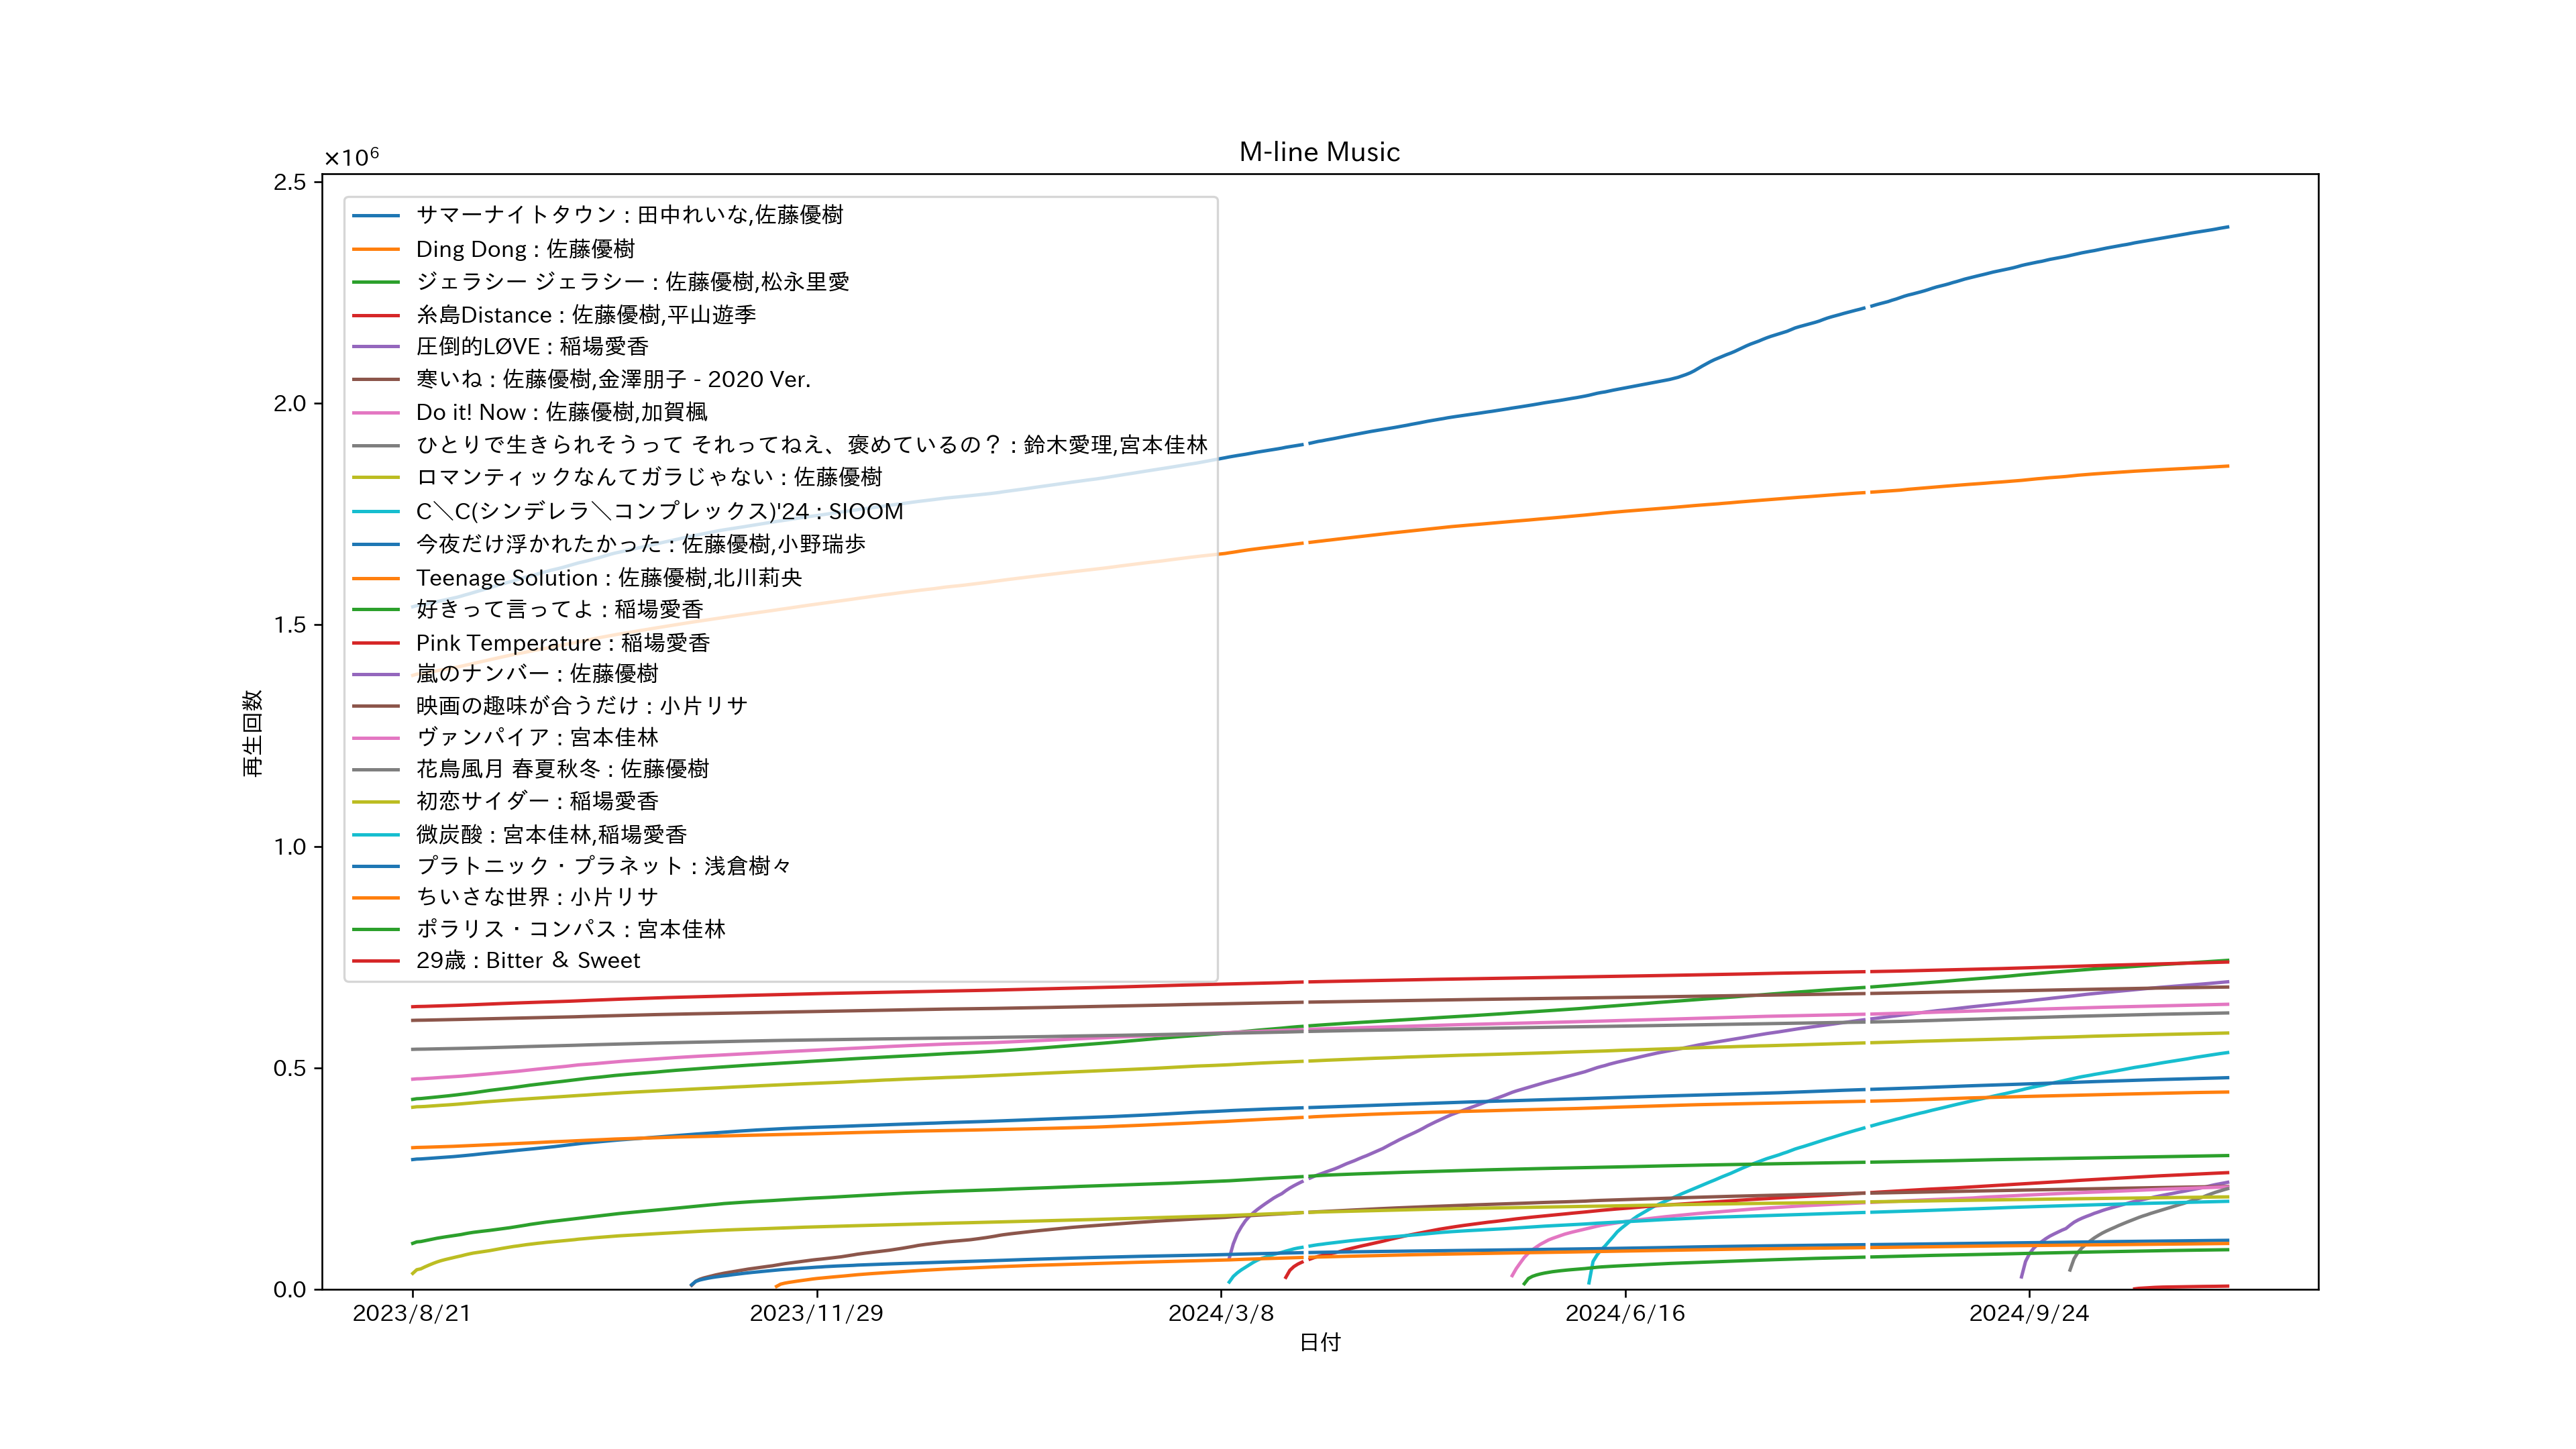 M-line Music
×10⁶
2.5
2.0
1.5
1.0
0.5
0.0
再生回数
サマーナイトタウン : 田中れいな,佐藤優樹
Ding Dong : 佐藤優樹
ジェラシー ジェラシー : 佐藤優樹,松永里愛
糸島Distance : 佐藤優樹,平山遊季
圧倒的LØVE : 稲場愛香
寒いね : 佐藤優樹,金澤朋子 - 2020 Ver.
Do it! Now : 佐藤優樹,加賀楓
ひとりで生きられそうって それってねえ、褒めているの？ : 鈴木愛理,宮本佳林
ロマンティックなんてガラじゃない : 佐藤優樹
C＼C(シンデレラ＼コンプレックス)'24 : SIOOM
今夜だけ浮かれたかった : 佐藤優樹,小野瑞歩
Teenage Solution : 佐藤優樹,北川莉央
好きって言ってよ : 稲場愛香
Pink Temperature : 稲場愛香
嵐のナンバー : 佐藤優樹
映画の趣味が合うだけ : 小片リサ
ヴァンパイア : 宮本佳林
花鳥風月 春夏秋冬 : 佐藤優樹
初恋サイダー : 稲場愛香
微炭酸 : 宮本佳林,稲場愛香
プラトニック・プラネット : 浅倉樹々
ちいさな世界 : 小片リサ
ポラリス・コンパス : 宮本佳林
29歳 : Bitter ＆ Sweet
2023/8/21
2023/11/29
2024/3/8
2024/6/16
2024/9/24
日付